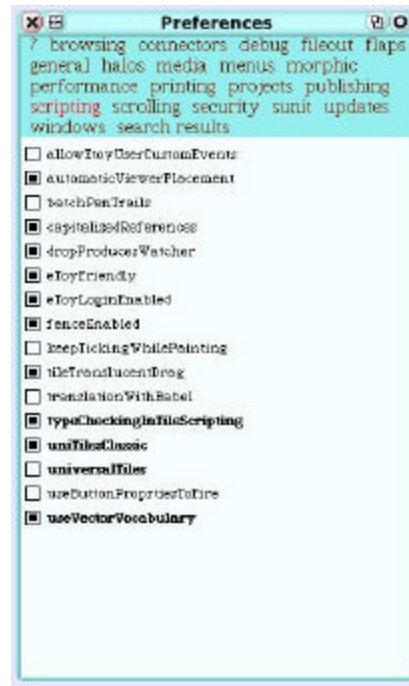 Preferences
? browsing connectors debug fileout flaps
general halos media menus morphic
performance printing projects publishing
scripting scrolling security sunit updates
windows search results
allowEtoyUserCustomEvents
automaticViewerPlacement
batchPenTrails
capitalizedReferences
dropProducesWatcher
eToyFriendly
eToyLoginEnabled
fenceEnabled
keepTickingWhilePainting
tileTranslucentDrag
translationWithBabel
typeCheckingInTileScripting
uniTilesClassic
universalTiles
useButtonProprtiesToFire
useVectorVocabulary